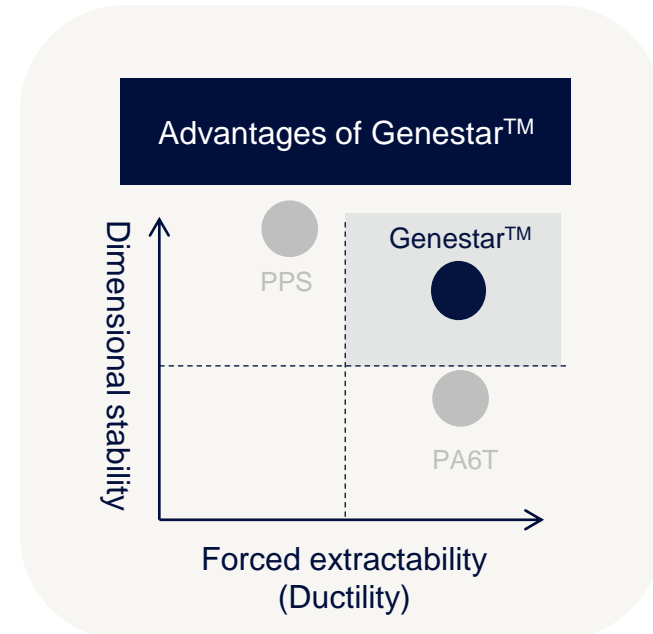 Advantages of Genestar™
Dimensional stability
PPS
Genestar™
PA6T
Forced extractability
(Ductility)